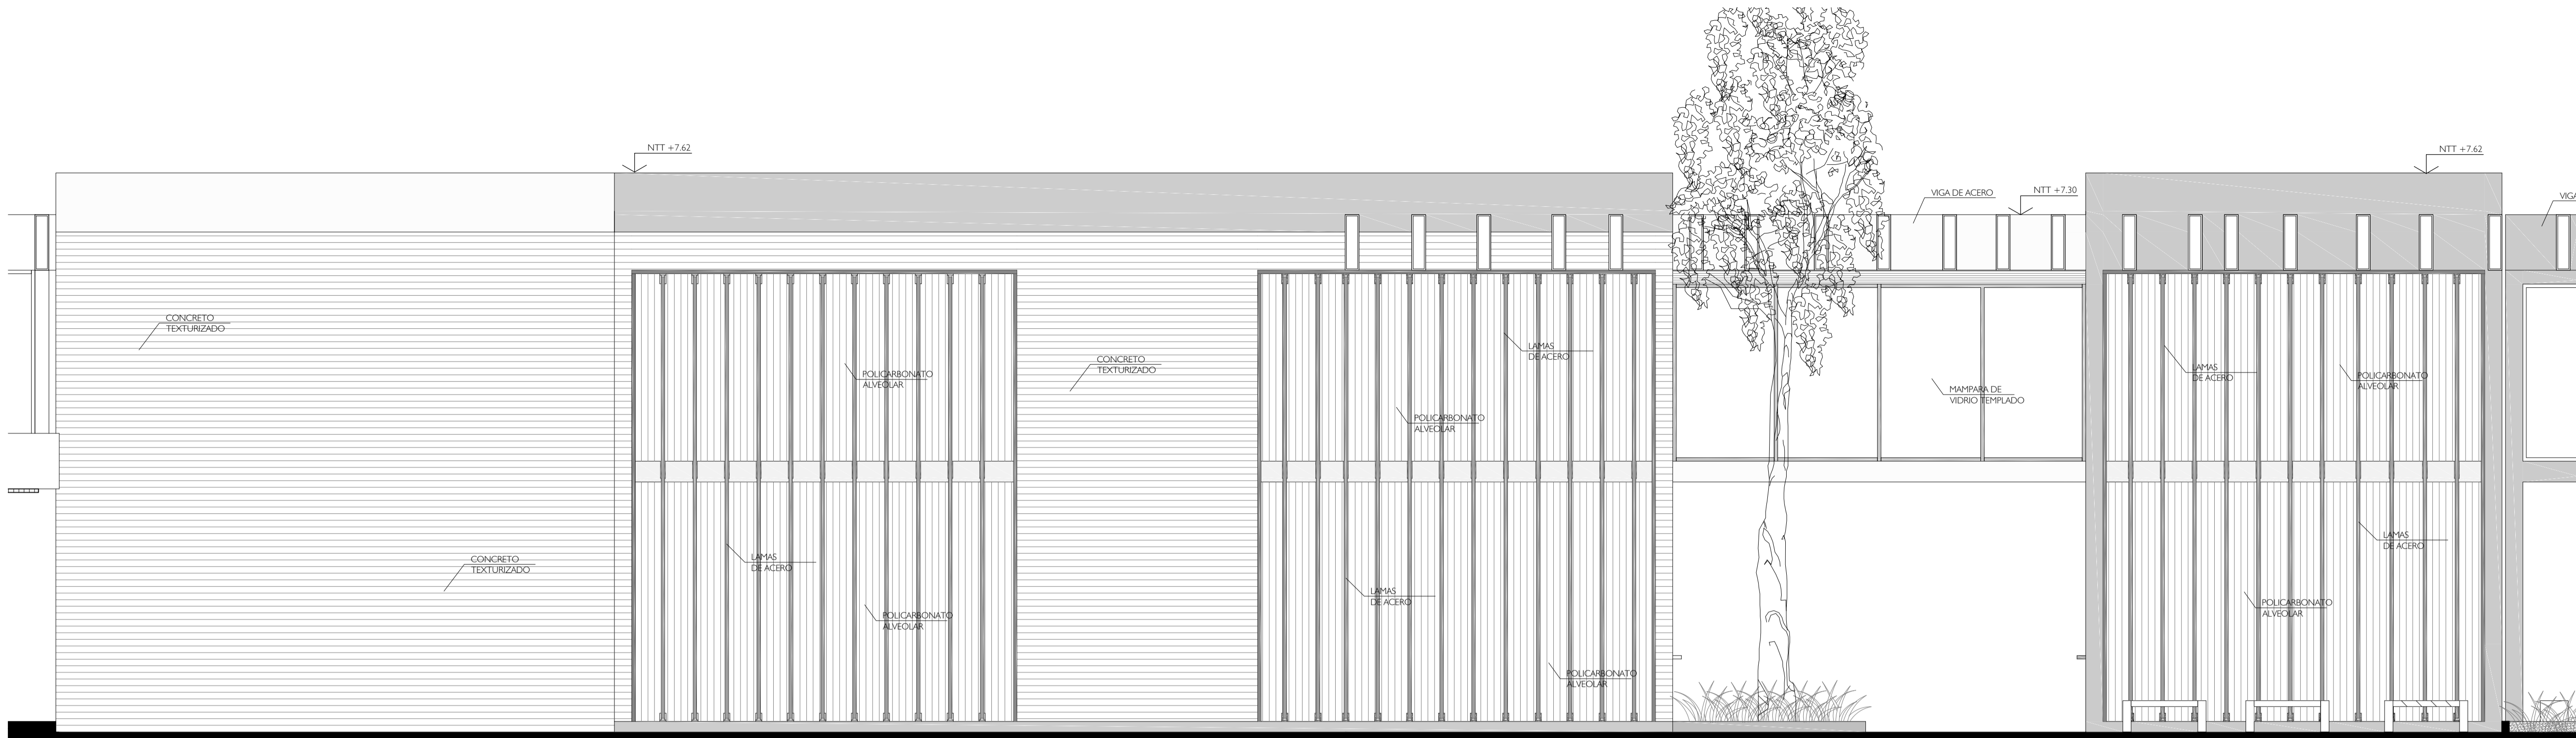 NTT +7.62
NTT +7.62
VIGA DE ACERO
NTT +7.30
VIGA
CONCRETO
TEXTURIZADO
CONCRETO
TEXTURIZADO
POLICARBONATO
ALVEOLAR
LAMAS
DE ACERO
POLICARBONATO
ALVEOLAR
CONCRETO
TEXTURIZADO
LAMAS
DE ACERO
POLICARBONATO
ALVEOLAR
LAMAS
DE ACERO
POLICARBONATO
ALVEOLAR
MAMPARA DE
VIDRIO TEMPLADO
LAMAS
DE ACERO
POLICARBONATO
ALVEOLAR
LAMAS
DE ACERO
POLICARBONATO
ALVEOLAR